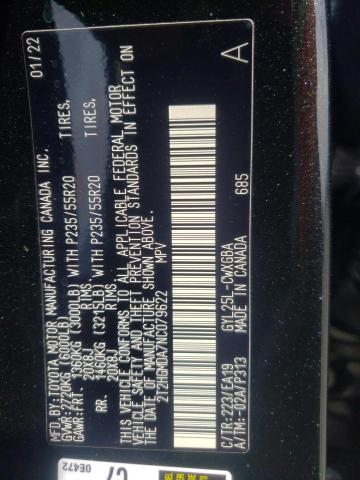 MFD.BY:TOYOTA MOTOR MANUFACTURING CANADA INC. 01/22
GVWR:2720KG(6000LB)
GAWR:FRT. 1360KG(3000LB) WITH P235/55R20 TIRES,
20X8J RIMS,
RR. 1460KG(3215LB) WITH P235/55R20 TIRES,
20X8J RIMS,
THIS VEHICLE CONFORMS TO ALL APPLICABLE FEDERAL MOTOR
VEHICLE SAFETY AND THEFT PREVENTION STANDARDS IN EFFECT ON
THE DATE OF MANUFACTURE SHOWN ABOVE.
2T2HGMDA7NC079622 MPV
C/TR:223/EA19 GYL25L-CWXGBA A
A/TM:-02A/P313 MADE IN CANADA 685
0E472